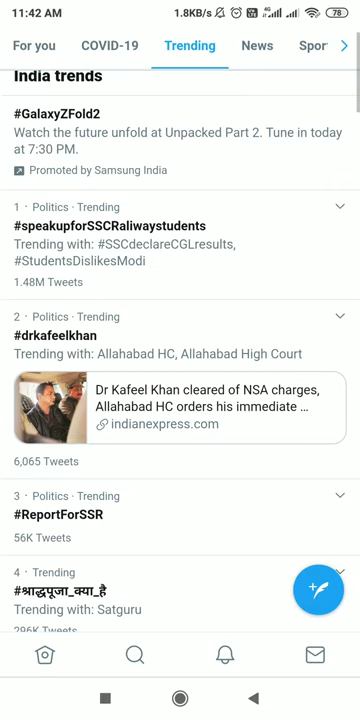 11:42 AM
1.8KB/s
4G
78
For you COVID-19 Trending News Spor
India trends
#GalaxyZFold2
Watch the future unfold at Unpacked Part 2. Tune in today
at 7:30 PM.
Promoted by Samsung India
1 · Politics · Trending
#speakupforSSCRaliwaystudents
Trending with: #SSCdeclareCGLresults,
#StudentsDislikesModi
1.48M Tweets
2 · Politics · Trending
#drkafeelkhan
Trending with: Allahabad HC, Allahabad High Court
Dr Kafeel Khan cleared of NSA charges,
Allahabad HC orders his immediate ...
indianexpress.com
6,065 Tweets
3 · Politics · Trending
#ReportForSSR
56K Tweets
4 · Trending
#श्राद्धपूजा_क्या_है
Trending with: Satguru
296K Tweets